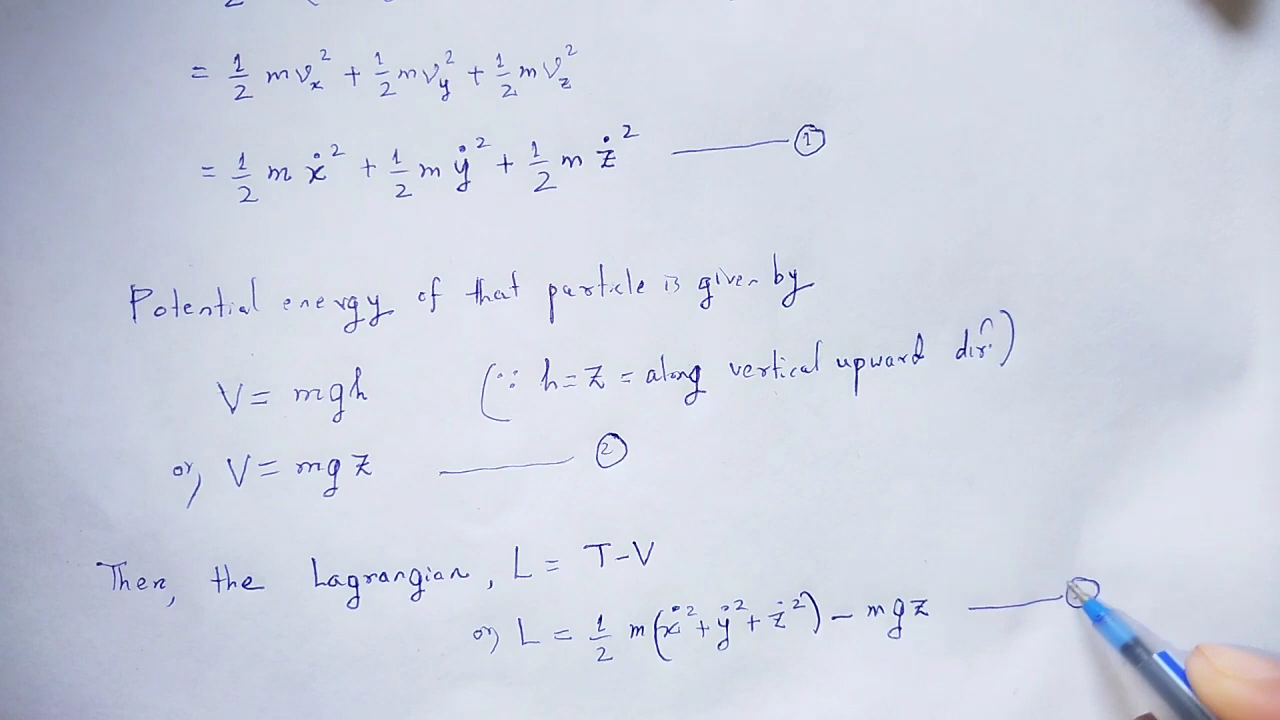 = 1/2 m v_x^2 + 1/2 m v_y^2 + 1/2 m v_z^2
= 1/2 m ẋ^2 + 1/2 m ẏ^2 + 1/2 m ż^2 —— ①
Potential energy of that particle is given by
V = mgh (∵ h = z = along vertical upward dirⁿ.)
or, V = mgz —— ②
Then, the Lagrangian, L = T-V
or, L = 1/2 m(ẋ^2 + ẏ^2 + ż^2) - mgz ——